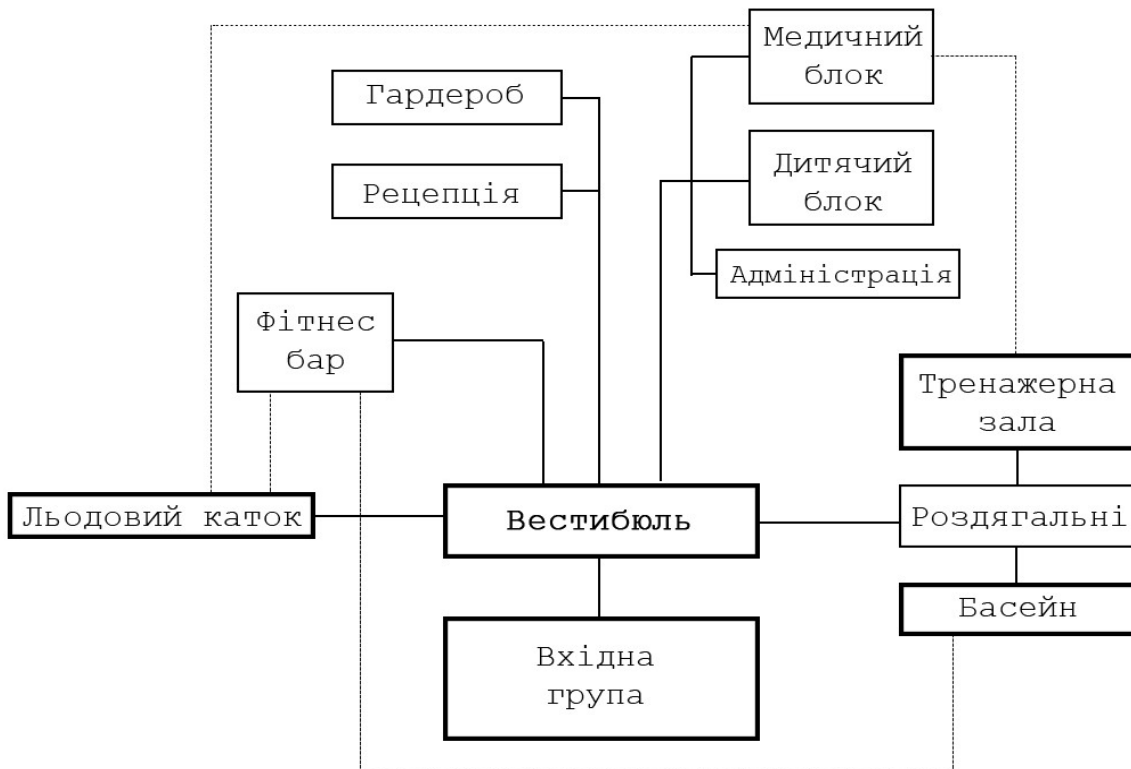 Медичний
блок
Гардероб
Дитячий
блок
Рецепція
Адміністрація
Фітнес
бар
Тренажерна
зала
Льодовий каток
Вестибюль
Роздягальні
Басейн
Вхідна
група